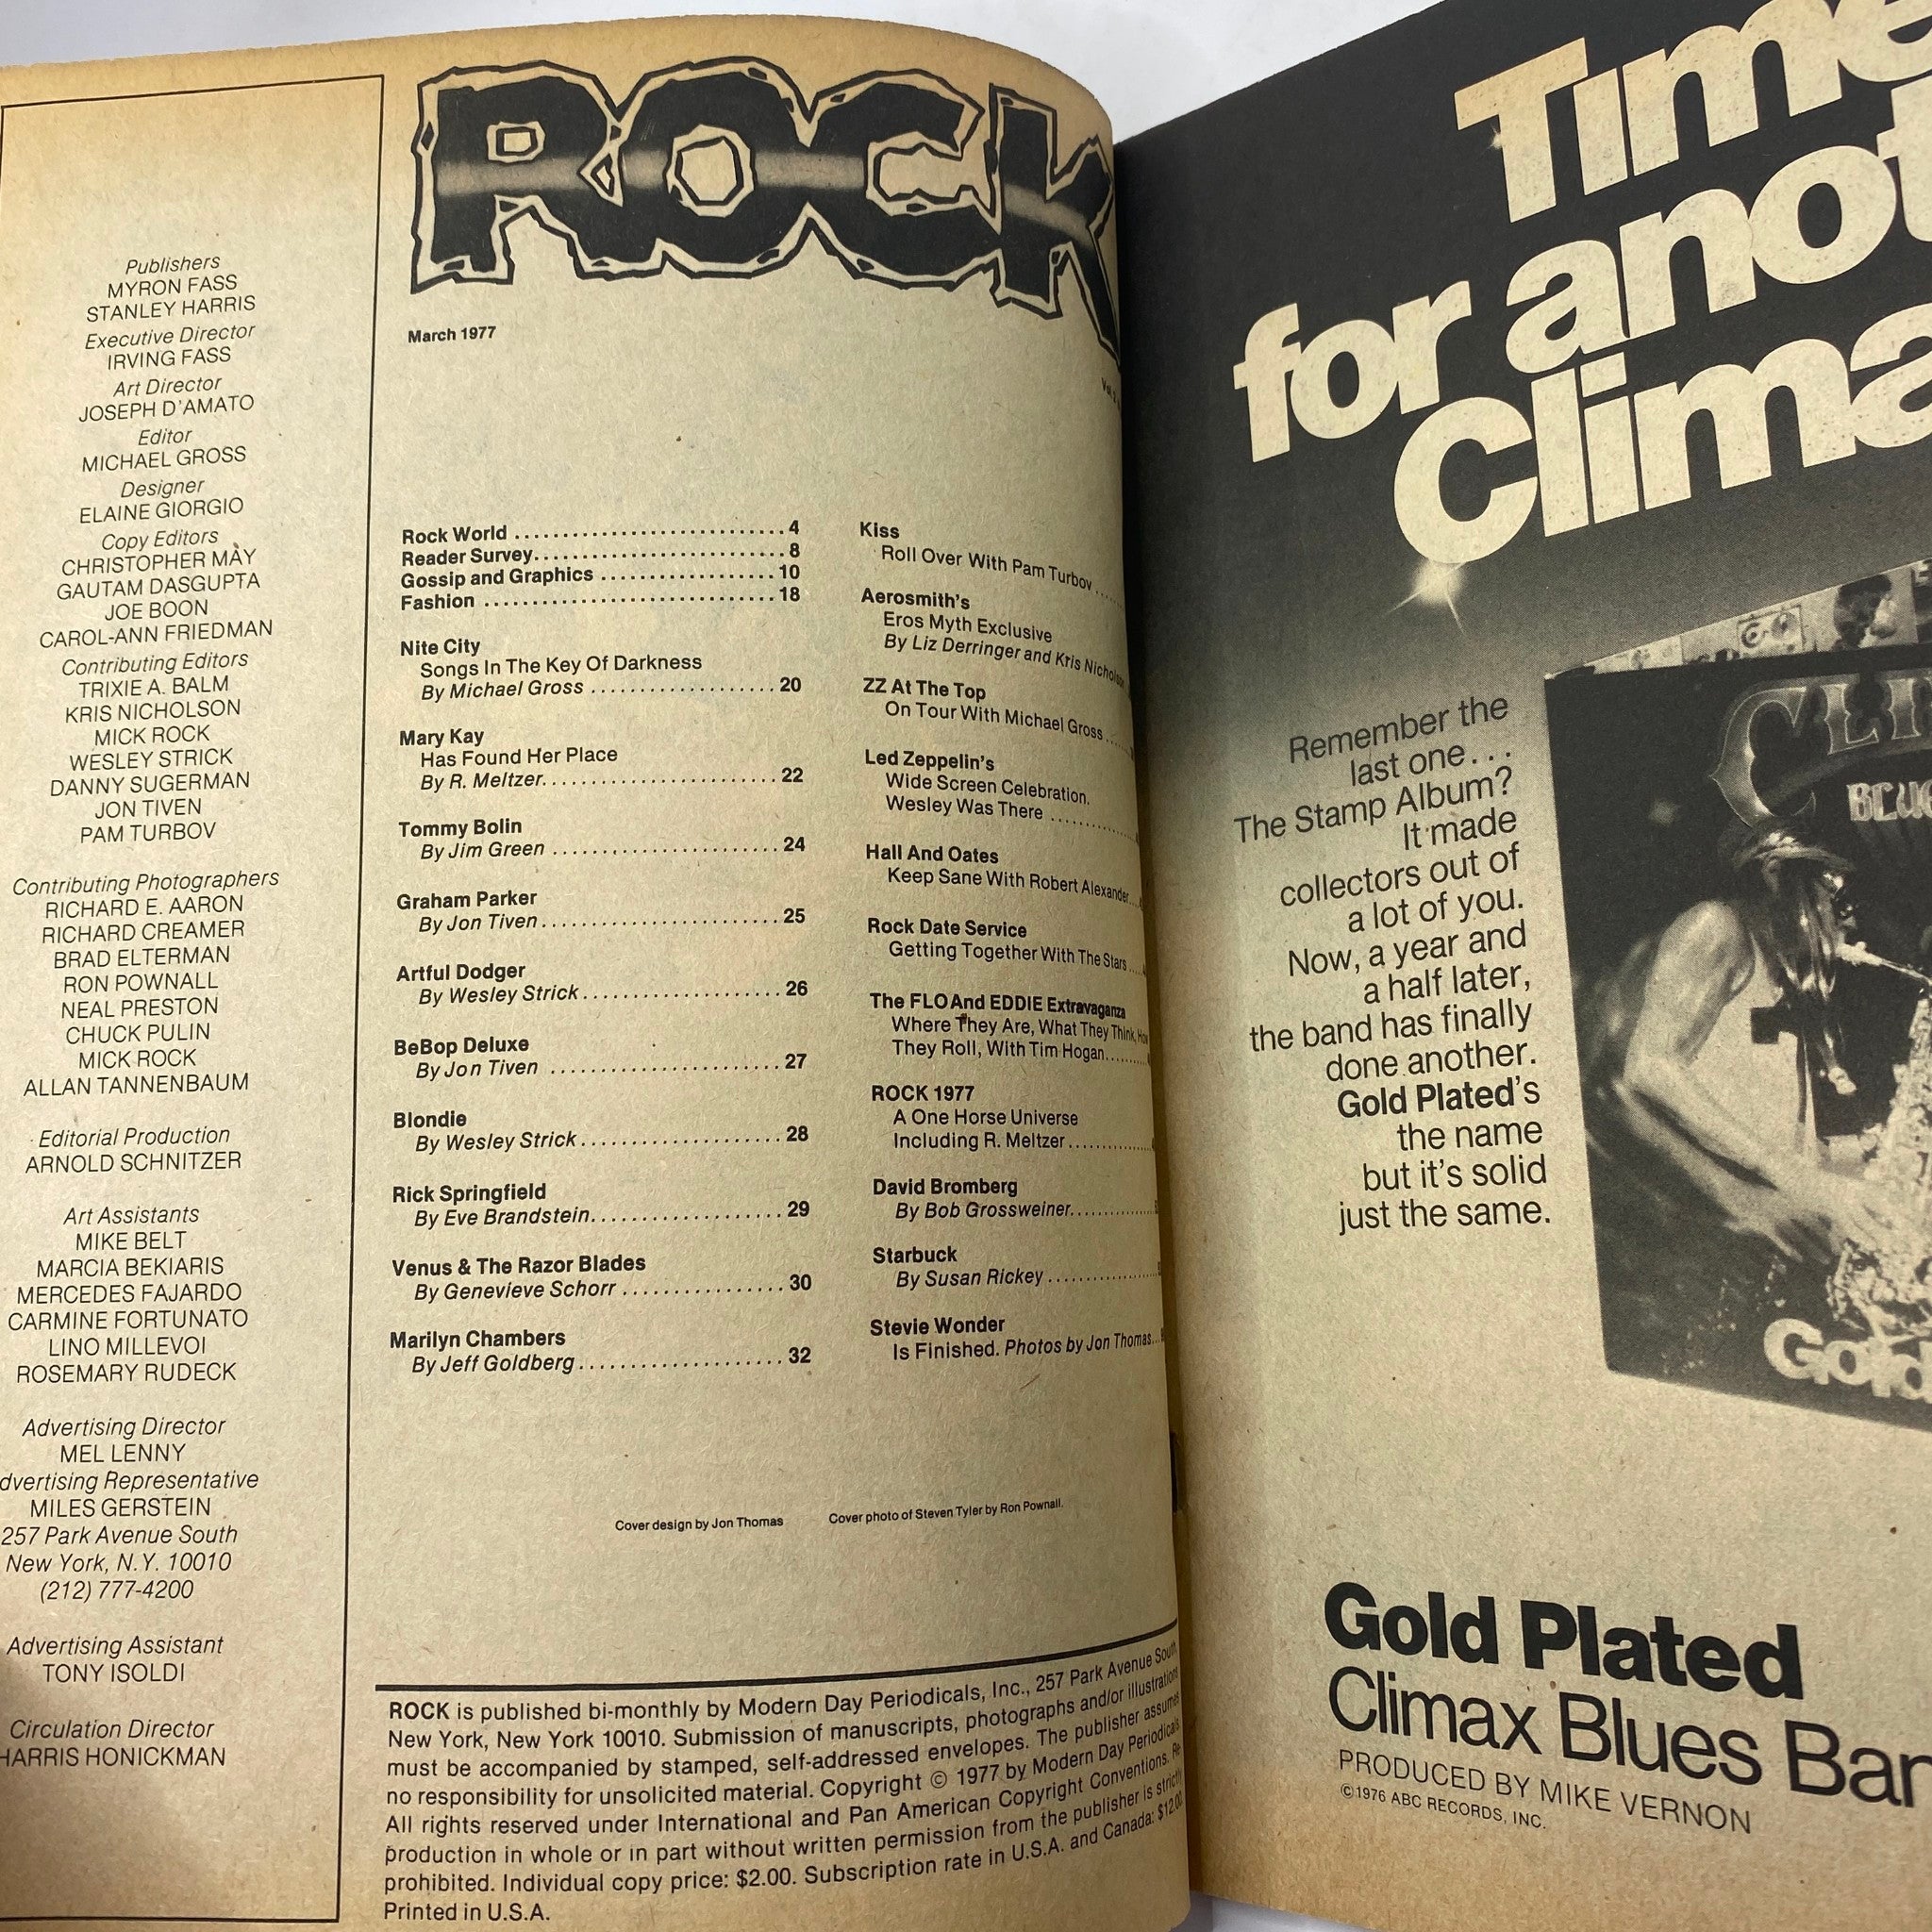 Publishers
MYRON FASS
STANLEY HARRIS
Executive Director
IRVING FASS
Art Director
JOSEPH D'AMATO
Editor
MICHAEL GROSS
Designer
ELAINE GIORGIO
Copy Editors
CHRISTOPHER MAY
GAUTAM DASGUPTA
JOE BOON
CAROL-ANN FRIEDMAN
Contributing Editors
TRIXIE A. BALM
KRIS NICHOLSON
MICK ROCK
WESLEY STRICK
DANNY SUGERMAN
JON TIVEN
PAM TURBOV
Contributing Photographers
RICHARD E. AARON
RICHARD CREAMER
BRAD ELTERMAN
RON POWNALL
NEAL PRESTON
CHUCK PULIN
MICK ROCK
ALLAN TANNENBAUM
Editorial Production
ARNOLD SCHNITZER
Art Assistants
MIKE BELT
MARCIA BEKIARIS
MERCEDES FAJARDO
CARMINE FORTUNATO
LINO MILLEVOI
ROSEMARY RUDECK
Advertising Director
MEL LENNY
dvertising Representative
MILES GERSTEIN
257 Park Avenue South
New York, N.Y. 10010
(212) 777-4200
Advertising Assistant
TONY ISOLDI
Circulation Director
HARRIS HONICKMAN
ROCK
March 1977
Rock World ........ 4
Reader Survey ........ 8
Gossip and Graphics ........ 10
Fashion ........ 18
Nite City
Songs In The Key Of Darkness
By Michael Gross ........ 20
Mary Kay
Has Found Her Place
By R. Meltzer ........ 22
Tommy Bolin
By Jim Green ........ 24
Graham Parker
By Jon Tiven ........ 25
Artful Dodger
By Wesley Strick ........ 26
BeBop Deluxe
By Jon Tiven ........ 27
Blondie
By Wesley Strick ........ 28
Rick Springfield
By Eve Brandstein ........ 29
Venus & The Razor Blades
By Genevieve Schorr ........ 30
Marilyn Chambers
By Jeff Goldberg ........ 32
Kiss
Roll Over With Pam Turbov
Aerosmith's
Eros Myth Exclusive
By Liz Derringer and Kris Nicholson
ZZ At The Top
On Tour With Michael Gross
Led Zeppelin's
Wide Screen Celebration.
Wesley Was There
Hall And Oates
Keep Sane With Robert Alexander
Rock Date Service
Getting Together With The Stars
The FLO And EDDIE Extravaganza
Where They Are, What They Think, How
They Roll, With Tim Hogan
ROCK 1977
A One Horse Universe
Including R. Meltzer
David Bromberg
By Bob Grossweiner
Starbuck
By Susan Rickey
Stevie Wonder
Is Finished. Photos by Jon Thomas
Cover design by Jon Thomas Cover photo of Steven Tyler by Ron Pownall.
ROCK is published bi-monthly by Modern Day Periodicals, Inc., 257 Park Avenue South
New York, New York 10010. Submission of manuscripts, photographs and/or illustrations
must be accompanied by stamped, self-addressed envelopes. The publisher assumes
no responsibility for unsolicited material. Copyright © 1977 by Modern Day Periodicals
All rights reserved under International and Pan American Copyright Conventions. Re
production in whole or in part without written permission from the publisher is strictly
prohibited. Individual copy price: $2.00. Subscription rate in U.S.A. and Canada: $12.00
Printed in U.S.A.
Time
for anot
Clima
Remember the
last one...
The Stamp Album?
It made
collectors out of
a lot of you.
Now, a year and
a half later,
the band has finally
done another.
Gold Plated's
the name
but it's solid
just the same.
CLI
BLUE
Gold
Gold Plated
Climax Blues Ban
PRODUCED BY MIKE VERNON
©1976 ABC RECORDS, INC.